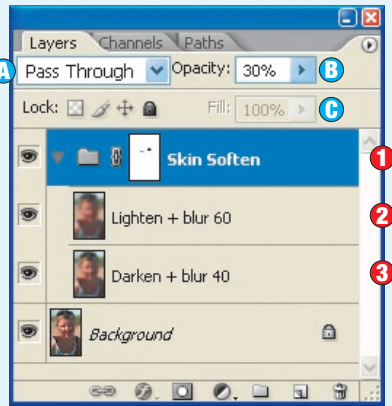 Layers Channels Paths
A Pass Through Opacity: 30% B
Lock: Fill: 100% C
Skin Soften 1
Lighten + blur 60 2
Darken + blur 40 3
Background